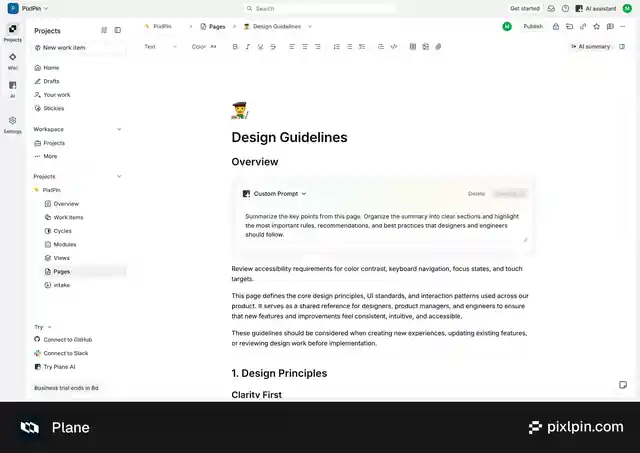 P PixlPin
Search
Get started
AI assistant
M
Projects
Wiki
AI
Settings
Projects
New work item
Home
Drafts
Your work
Stickies
Workspace
Projects
More
Projects
PixlPin
Overview
Work items
Cycles
Modules
Views
Pages
Intake
Try
Connect to GitHub
Connect to Slack
Try Plane AI
Business trial ends in 8d
PixlPin
Pages
Design Guidelines
M
Publish
Text
Color Aa
B I U S
AI summary
Design Guidelines
Overview
Custom Prompt
Delete
Summarize the key points from this page. Organize the summary into clear sections and highlight
the most important rules, recommendations, and best practices that designers and engineers
should follow.
Review accessibility requirements for color contrast, keyboard navigation, focus states, and touch
targets.
This page defines the core design principles, UI standards, and interaction patterns used across our
product. It serves as a shared reference for designers, product managers, and engineers to ensure
that new features and improvements feel consistent, intuitive, and accessible.
These guidelines should be considered when creating new experiences, updating existing features,
or reviewing design work before implementation.
1. Design Principles
Clarity First
Plane
pixlpin.com